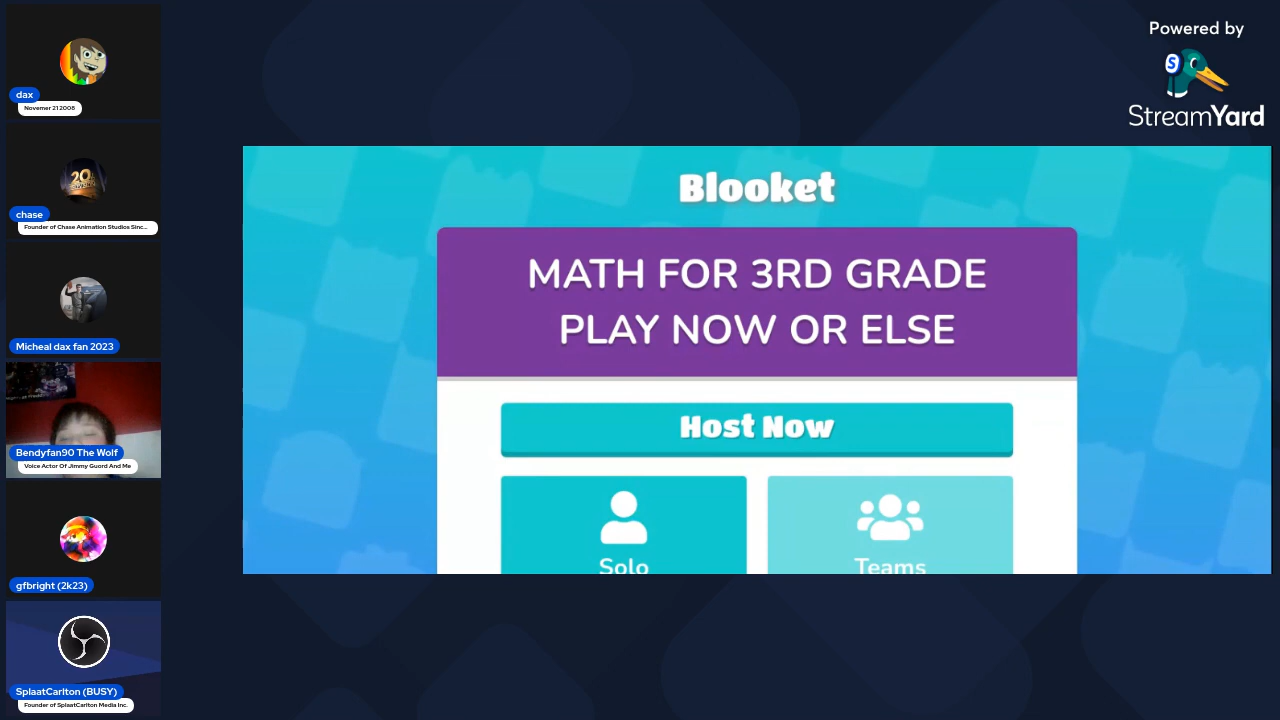 dax
Novemer 21 2008
chase
Founder of Chase Animation Studios Sinc...
Micheal dax fan 2023
Bendyfan90 The Wolf
Voice Actor Of Jimmy Guord And Me
gfbright (2k23)
SplaatCarlton (BUSY)
Founder of SplaatCarlton Media Inc.
Powered by
S
StreamYard
Blooket
MATH FOR 3RD GRADE
PLAY NOW OR ELSE
Host Now
Solo
Teams